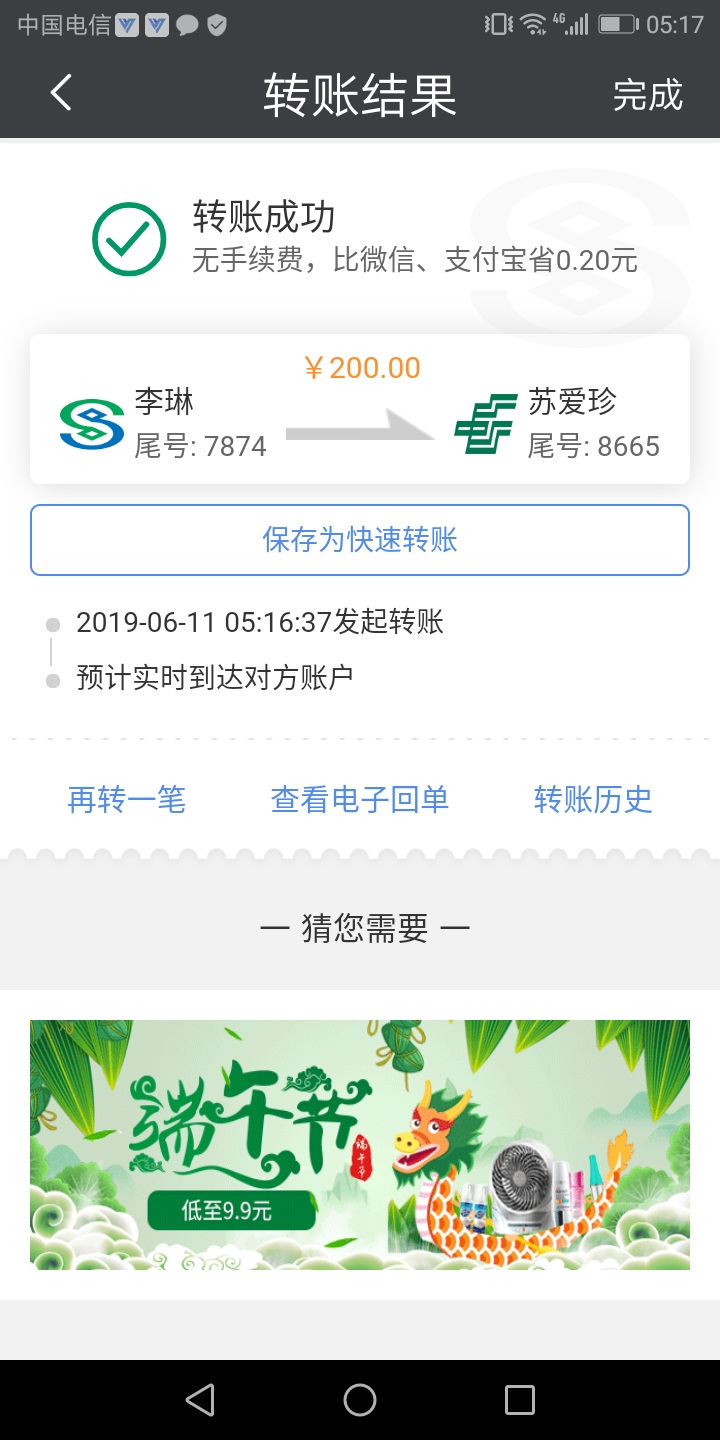 中国电信 4G 05:17
转账结果 完成
转账成功
无手续费，比微信、支付宝省0.20元
￥200.00
李琳 苏爱珍
尾号: 7874 尾号: 8665
保存为快速转账
2019-06-11 05:16:37发起转账
预计实时到达对方账户
再转一笔 查看电子回单 转账历史
一 猜您需要 一
端午节
端午节
低至9.9元